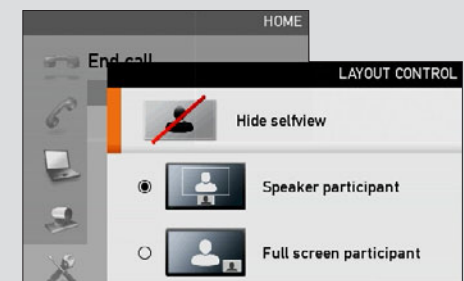 HOME
End call
LAYOUT CONTROL
Hide selfview
Speaker participant
Full screen participant